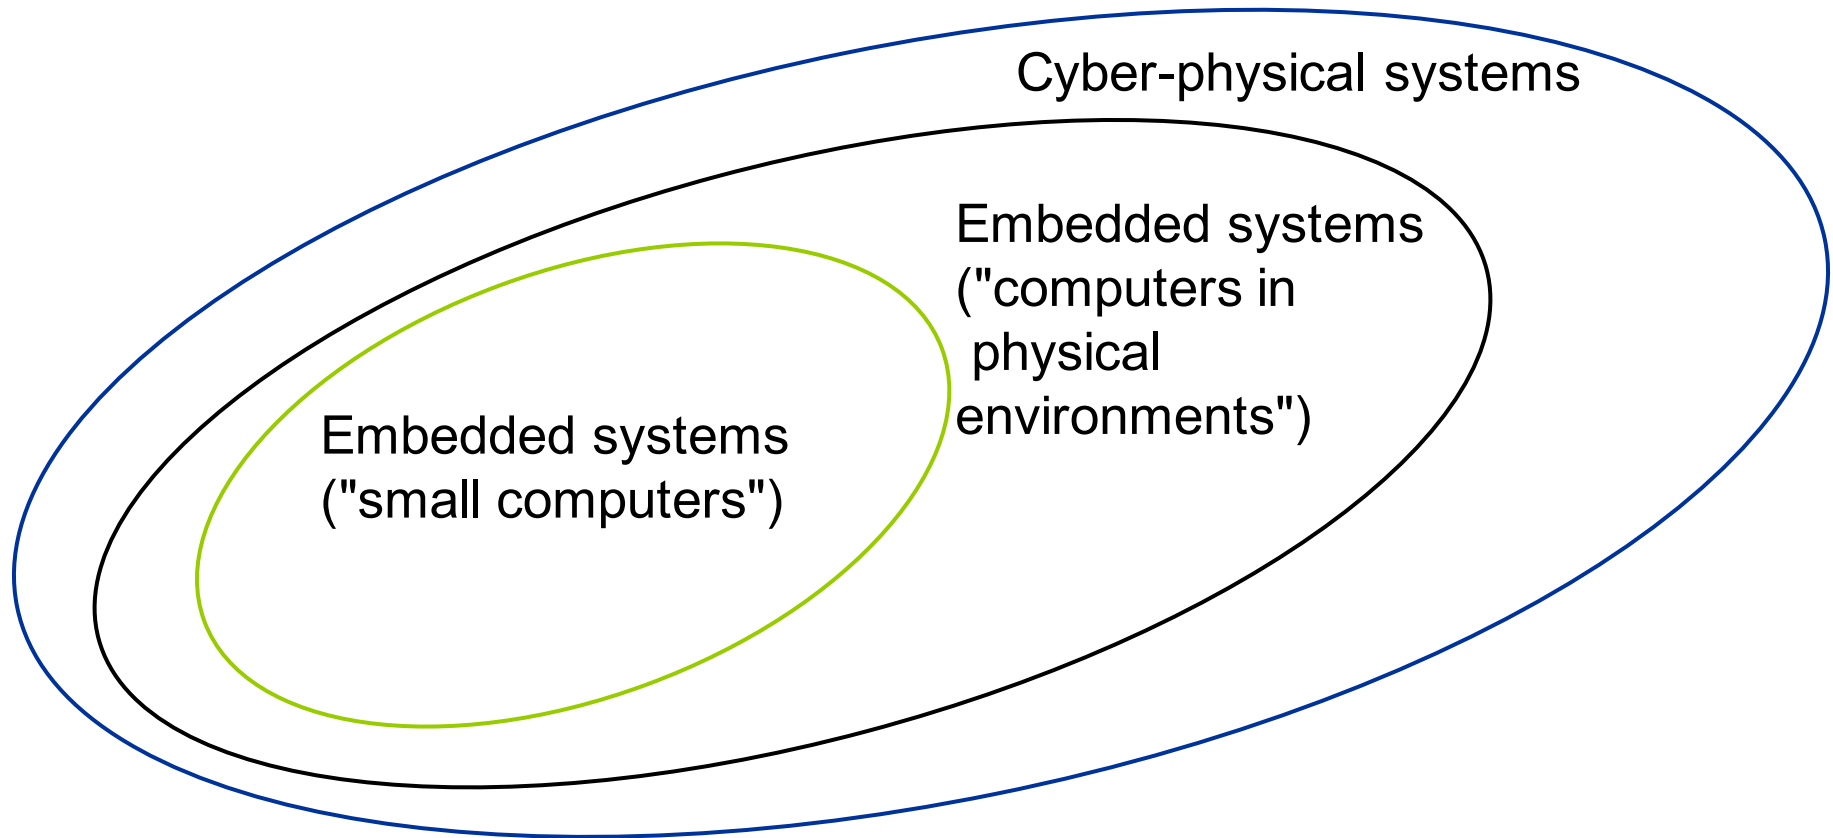 Cyber-physical systems
Embedded systems
("computers in
physical
environments")
Embedded systems
("small computers")